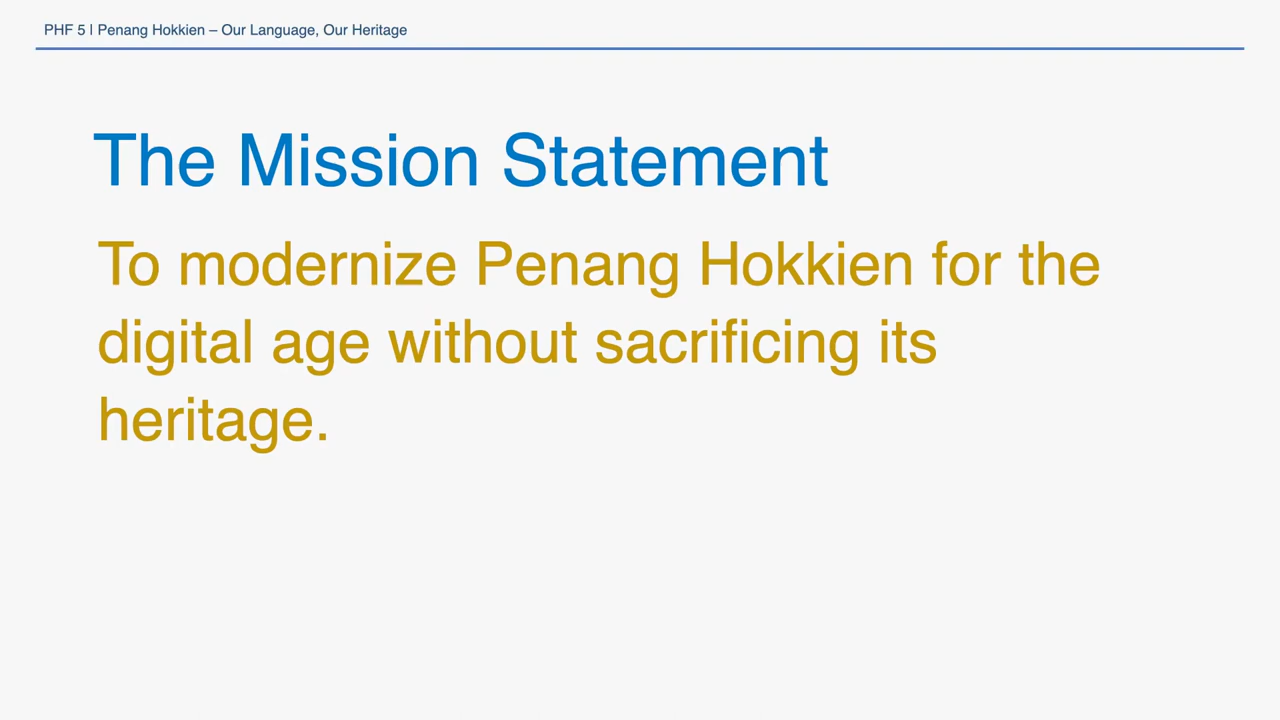 PHF 5 | Penang Hokkien – Our Language, Our Heritage
The Mission Statement
To modernize Penang Hokkien for the
digital age without sacrificing its
heritage.